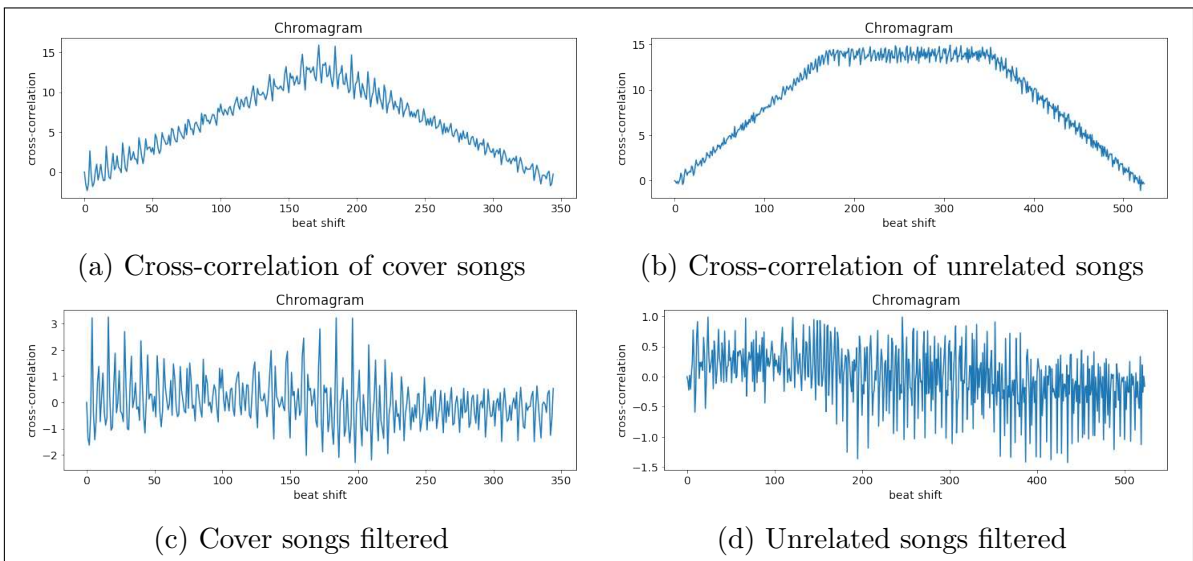 Chromagram
cross-correlation
15
10
5
0
0 50 100 150 200 250 300 350
beat shift
(a) Cross-correlation of cover songs
Chromagram
cross-correlation
15
10
5
0
0 100 200 300 400 500
beat shift
(b) Cross-correlation of unrelated songs
Chromagram
cross-correlation
3
2
1
0
−1
−2
0 50 100 150 200 250 300 350
beat shift
(c) Cover songs filtered
Chromagram
cross-correlation
1.0
0.5
0.0
−0.5
−1.0
−1.5
0 100 200 300 400 500
beat shift
(d) Unrelated songs filtered